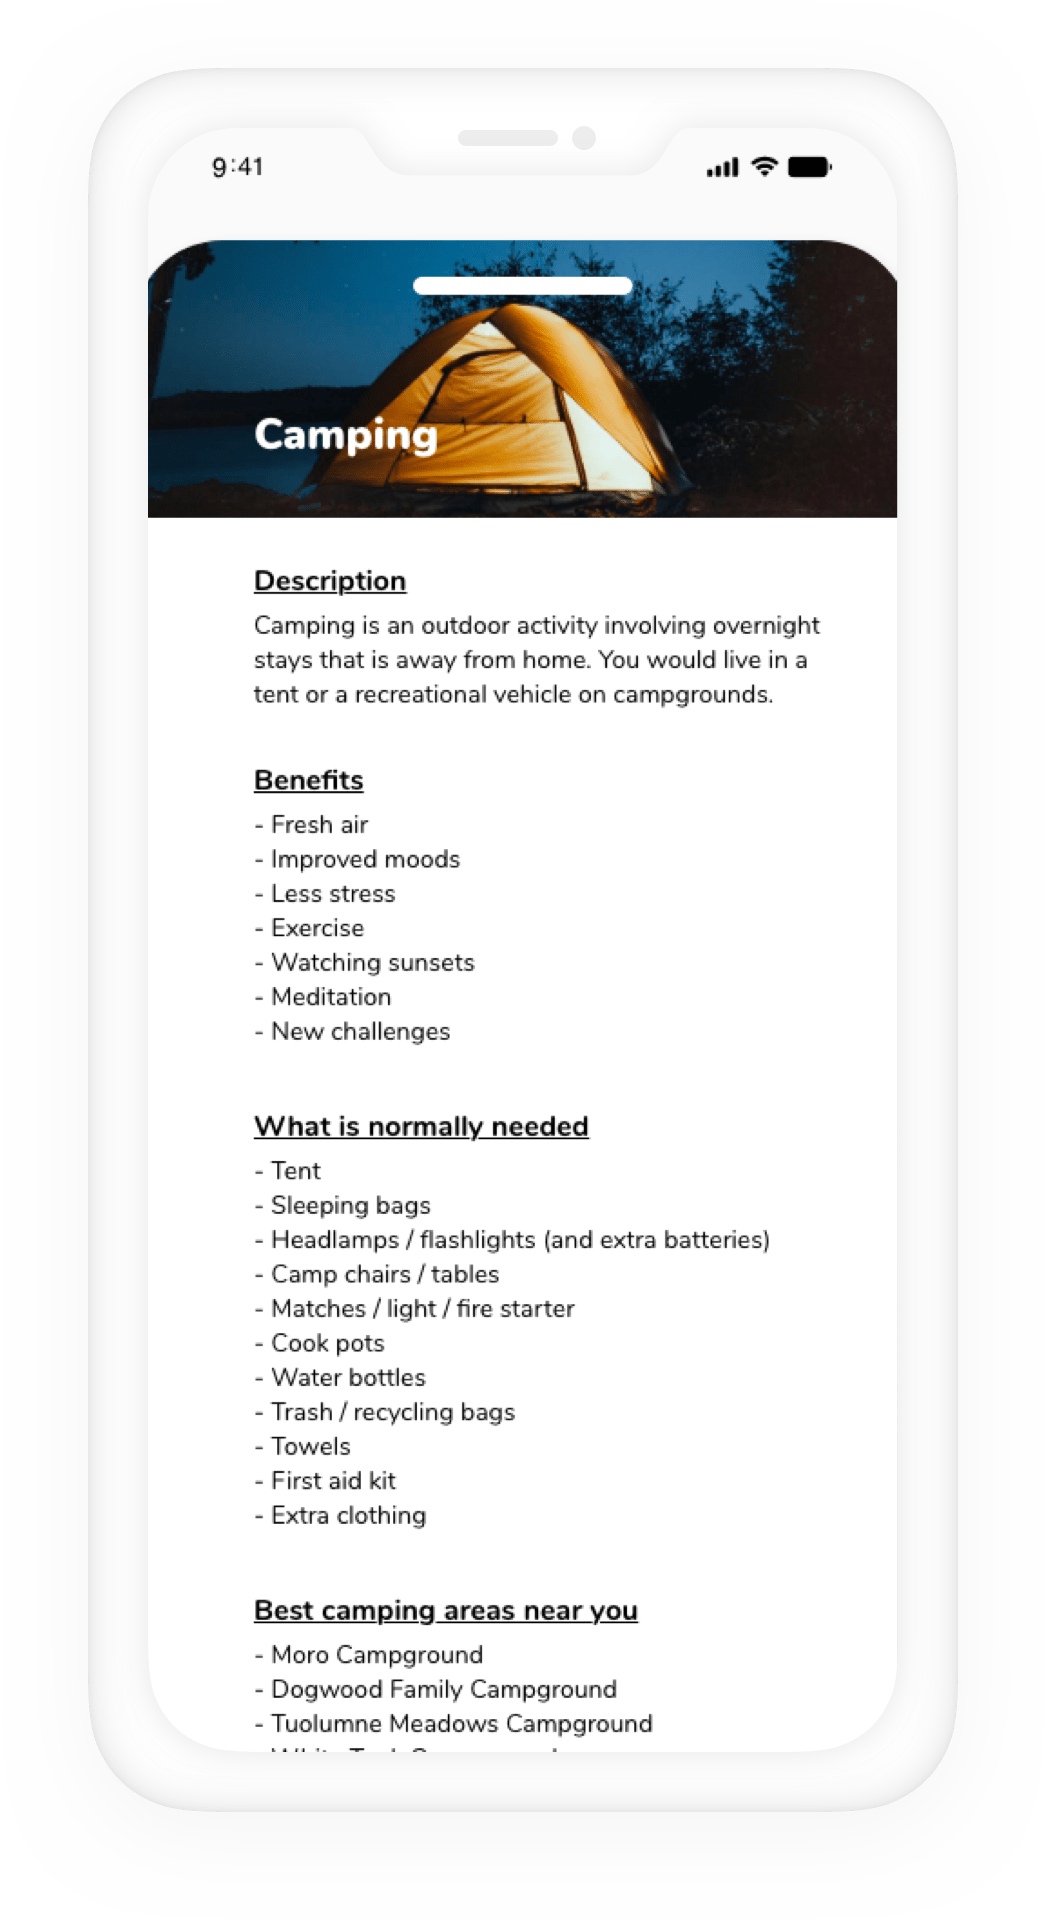 9:41
Camping
Description
Camping is an outdoor activity involving overnight
stays that is away from home. You would live in a
tent or a recreational vehicle on campgrounds.
Benefits
- Fresh air
- Improved moods
- Less stress
- Exercise
- Watching sunsets
- Meditation
- New challenges
What is normally needed
- Tent
- Sleeping bags
- Headlamps / flashlights (and extra batteries)
- Camp chairs / tables
- Matches / light / fire starter
- Cook pots
- Water bottles
- Trash / recycling bags
- Towels
- First aid kit
- Extra clothing
Best camping areas near you
- Moro Campground
- Dogwood Family Campground
- Tuolumne Meadows Campground